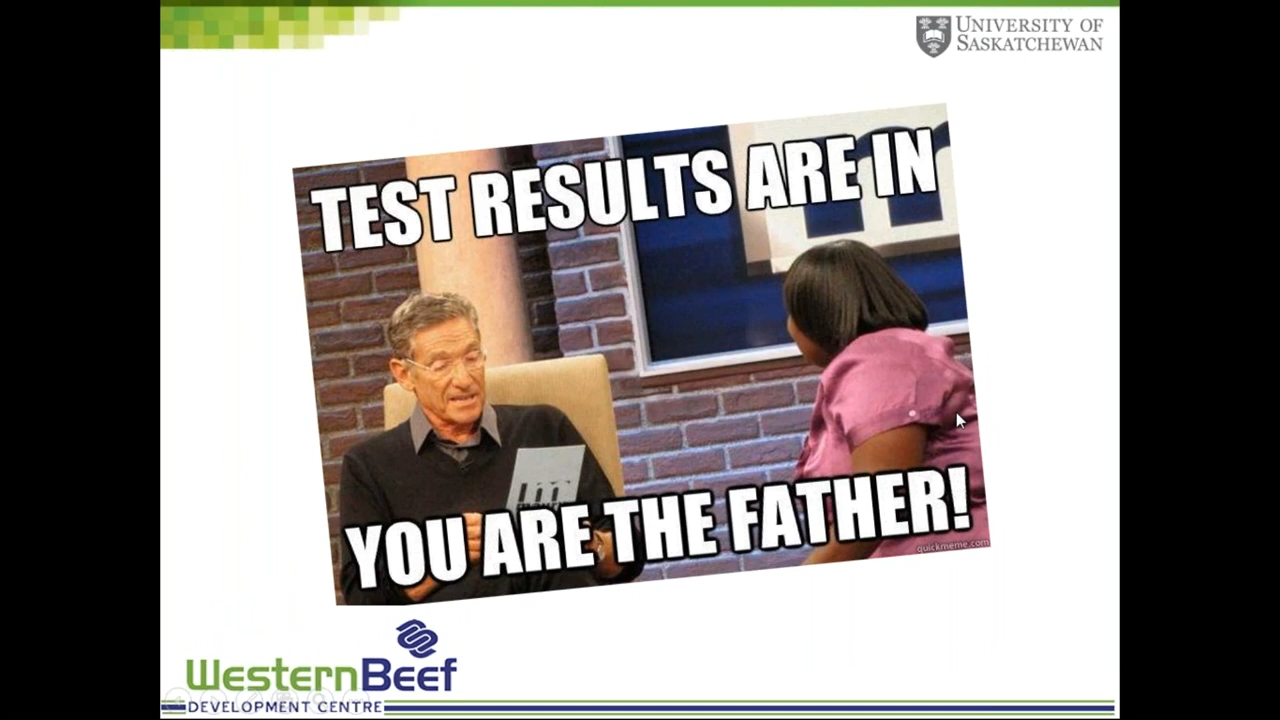 UNIVERSITY OF
SASKATCHEWAN
TEST RESULTS ARE IN
YOU ARE THE FATHER!
quickmeme.com
WesternBeef
DEVELOPMENT CENTRE